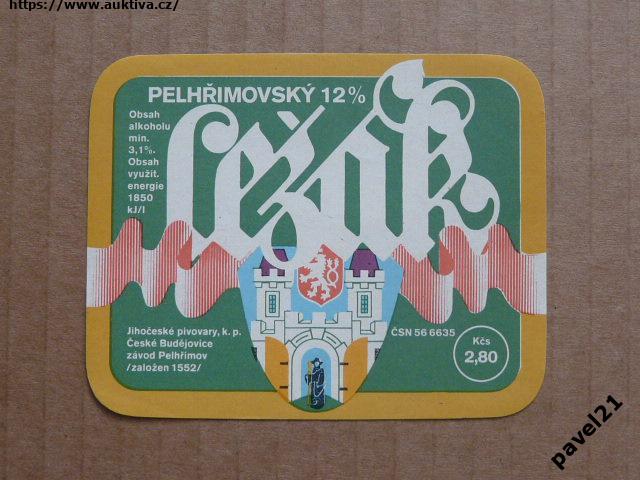 https://www.auktiva.cz/
PELHŘIMOVSKÝ 12%
Ležák
Obsah
alkoholu
min.
3,1%.
Obsah
využit.
energie
1850
kJ/l
Jihočeské pivovary, k. p.
České Budějovice
závod Pelhřimov
/založen 1552/
ČSN 56 6635
Kčs
2,80
pavel21